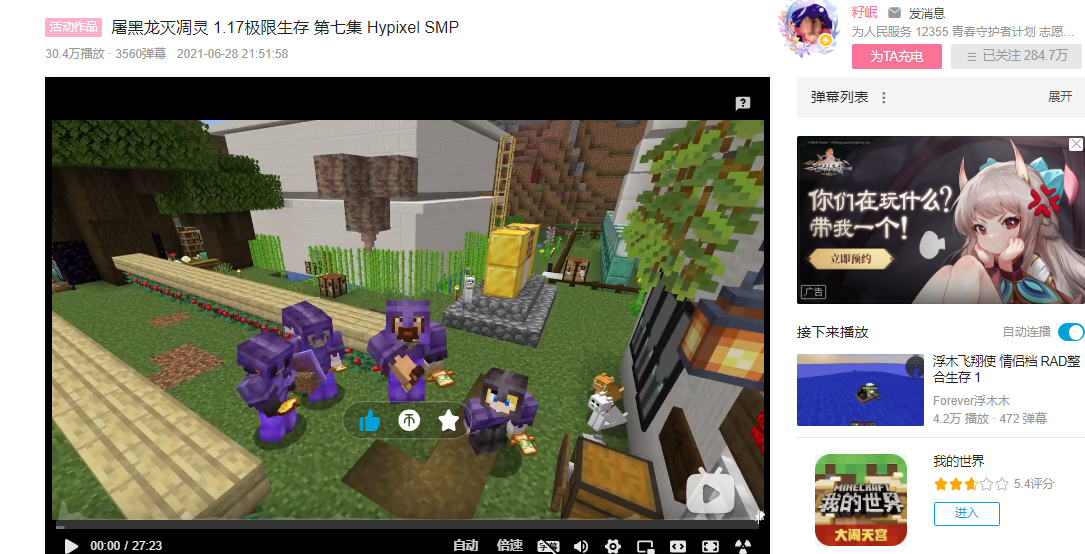 活动作品 屠黑龙灭凋灵 1.17极限生存 第七集 Hypixel SMP
30.4万播放 · 3560弹幕 2021-06-28 21:51:58
籽岷 发消息
为人民服务 12355 青春守护者计划 志愿...
为TA充电 已关注 284.7万
弹幕列表 展开
你们在玩什么?
带我一个!
立即预约
广告
接下来播放 自动连播
浮木飞翔使 情侣档 RAD整
合生存 1
Forever浮木木
4.2万 播放 · 472 弹幕
我的世界
5.4评分
进入
MINECRAFT
我的世界
大闹天宫
00:00 / 27:23 自动 倍速 字幕